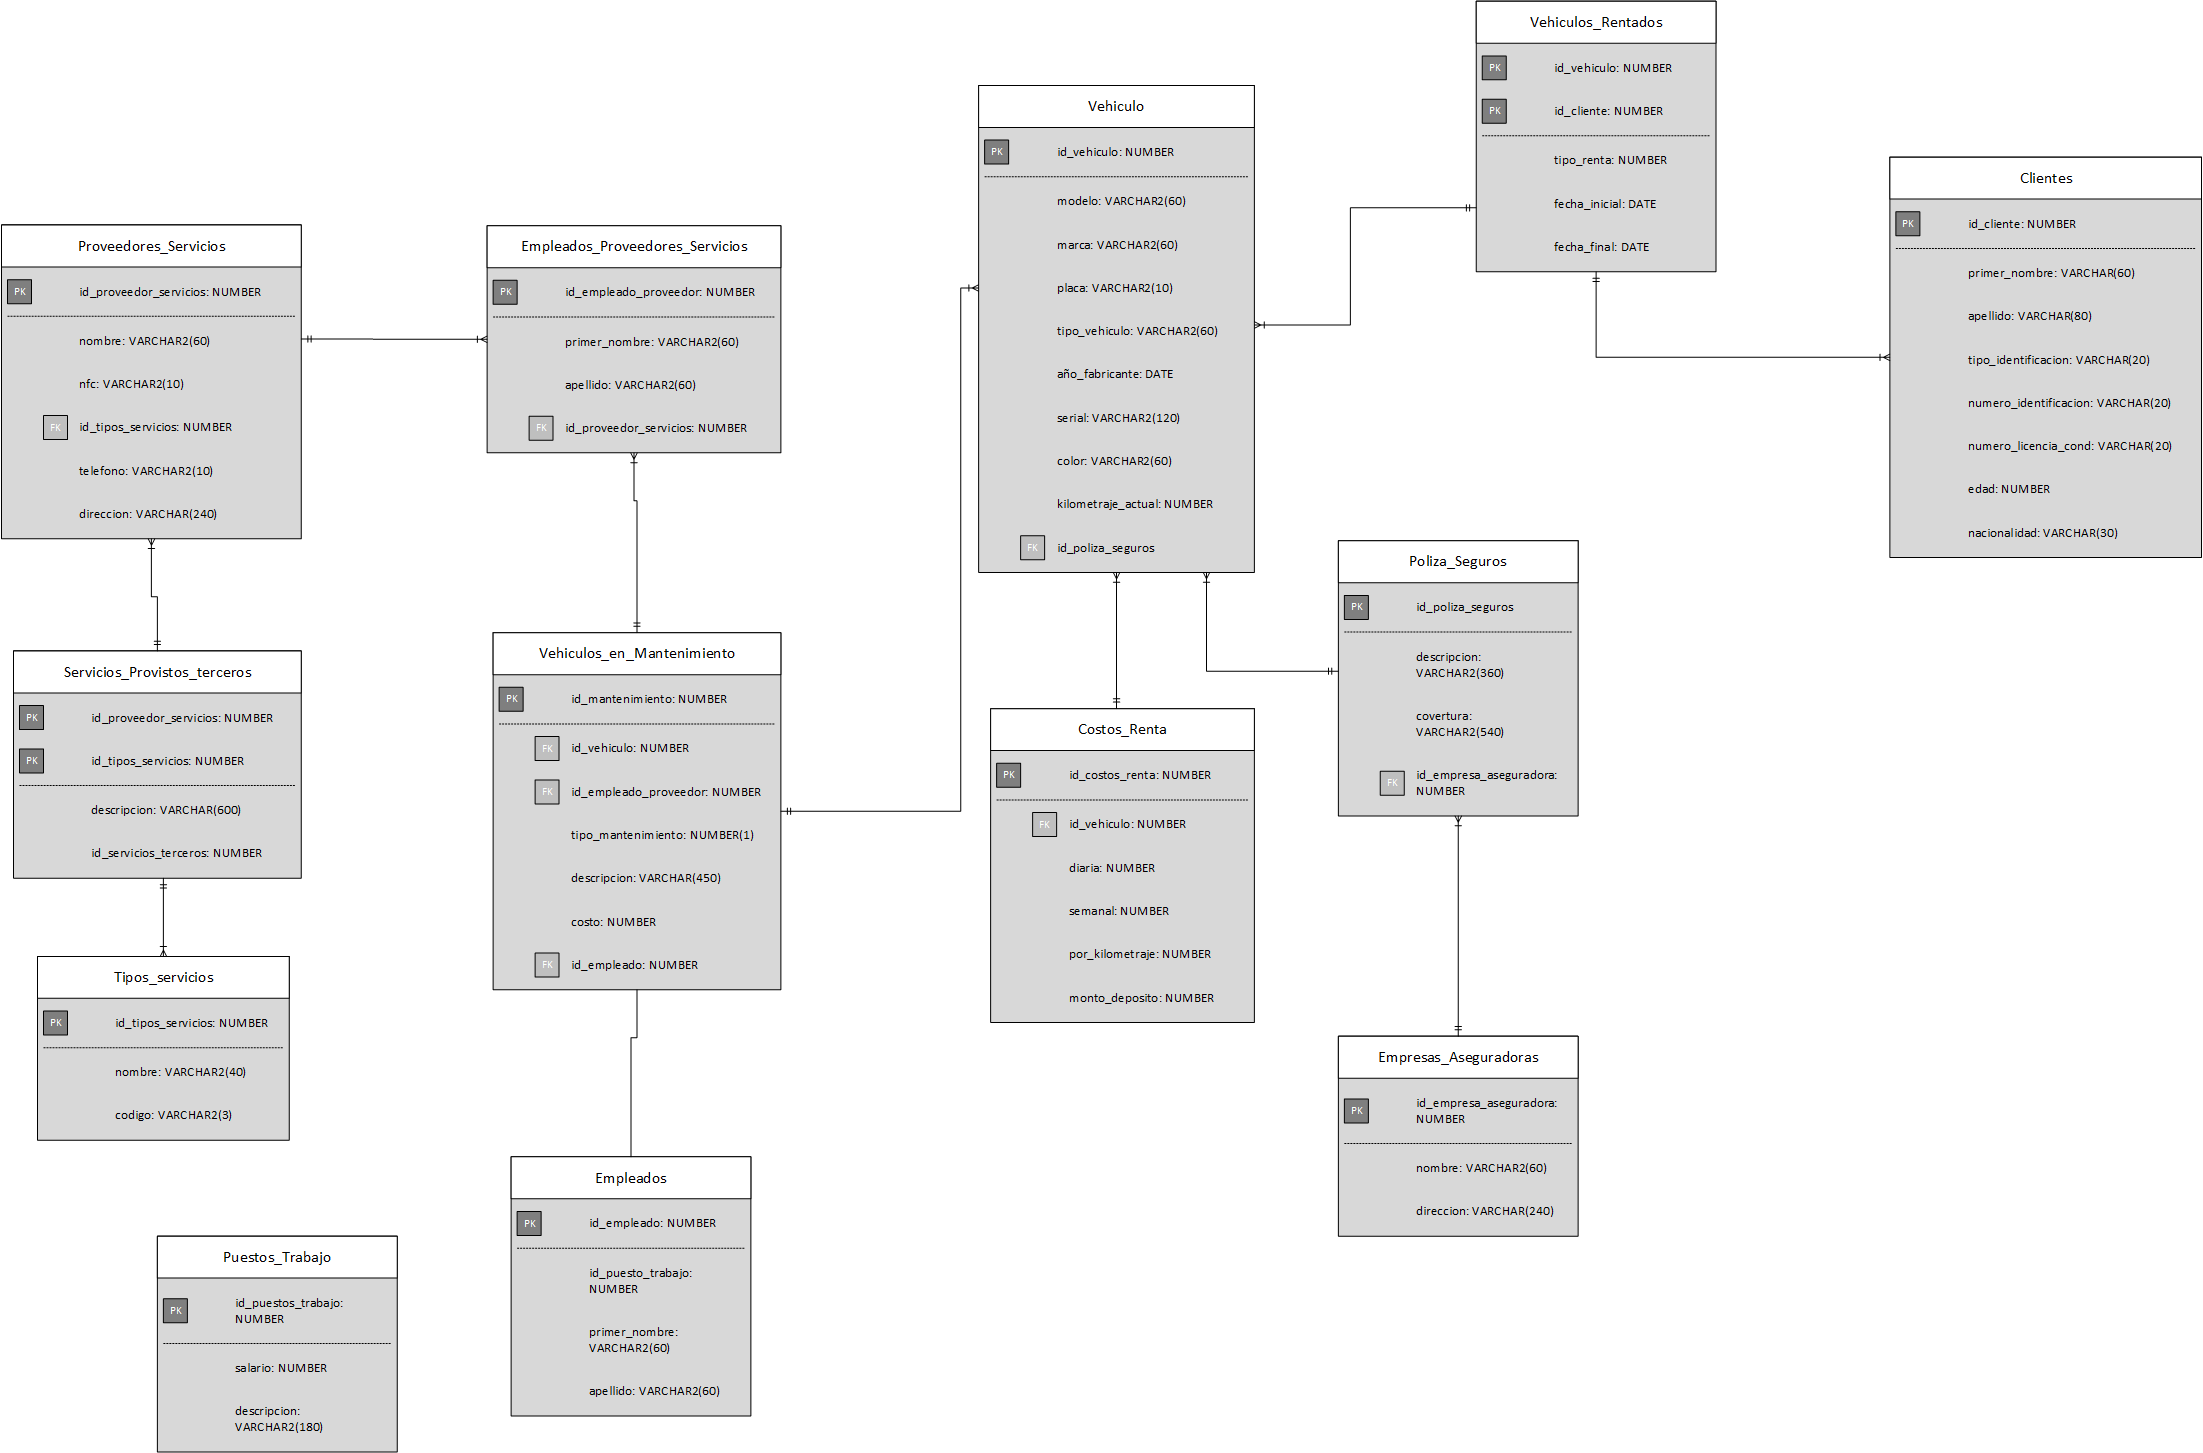 Vehiculos_Rentados
PK
id_vehiculo: NUMBER
PK
id_cliente: NUMBER
tipo_renta: NUMBER
fecha_inicial: DATE
fecha_final: DATE
Vehiculo
PK
id_vehiculo: NUMBER
modelo: VARCHAR2(60)
marca: VARCHAR2(60)
placa: VARCHAR2(10)
tipo_vehiculo: VARCHAR2(60)
año_fabricante: DATE
serial: VARCHAR2(120)
color: VARCHAR2(60)
kilometraje_actual: NUMBER
FK
id_poliza_seguros
Clientes
PK
id_cliente: NUMBER
primer_nombre: VARCHAR(60)
apellido: VARCHAR(80)
tipo_identificacion: VARCHAR(20)
numero_identificacion: VARCHAR(20)
numero_licencia_cond: VARCHAR(20)
edad: NUMBER
nacionalidad: VARCHAR(30)
Proveedores_Servicios
PK
id_proveedor_servicios: NUMBER
nombre: VARCHAR2(60)
nfc: VARCHAR2(10)
FK
id_tipos_servicios: NUMBER
telefono: VARCHAR2(10)
direccion: VARCHAR(240)
Empleados_Proveedores_Servicios
PK
id_empleado_proveedor: NUMBER
primer_nombre: VARCHAR2(60)
apellido: VARCHAR2(60)
FK
id_proveedor_servicios: NUMBER
Poliza_Seguros
PK
id_poliza_seguros
descripcion:
VARCHAR2(360)
covertura:
VARCHAR2(540)
FK
id_empresa_aseguradora:
NUMBER
Vehiculos_en_Mantenimiento
PK
id_mantenimiento: NUMBER
FK
id_vehiculo: NUMBER
FK
id_empleado_proveedor: NUMBER
tipo_mantenimiento: NUMBER(1)
descripcion: VARCHAR(450)
costo: NUMBER
FK
id_empleado: NUMBER
Servicios_Provistos_terceros
PK
id_proveedor_servicios: NUMBER
PK
id_tipos_servicios: NUMBER
descripcion: VARCHAR(600)
id_servicios_terceros: NUMBER
Costos_Renta
PK
id_costos_renta: NUMBER
FK
id_vehiculo: NUMBER
diaria: NUMBER
semanal: NUMBER
por_kilometraje: NUMBER
monto_deposito: NUMBER
Tipos_servicios
PK
id_tipos_servicios: NUMBER
nombre: VARCHAR2(40)
codigo: VARCHAR2(3)
Empresas_Aseguradoras
PK
id_empresa_aseguradora:
NUMBER
nombre: VARCHAR2(60)
direccion: VARCHAR(240)
Empleados
PK
id_empleado: NUMBER
id_puesto_trabajo:
NUMBER
primer_nombre:
VARCHAR2(60)
apellido: VARCHAR2(60)
Puestos_Trabajo
PK
id_puestos_trabajo:
NUMBER
salario: NUMBER
descripcion:
VARCHAR2(180)